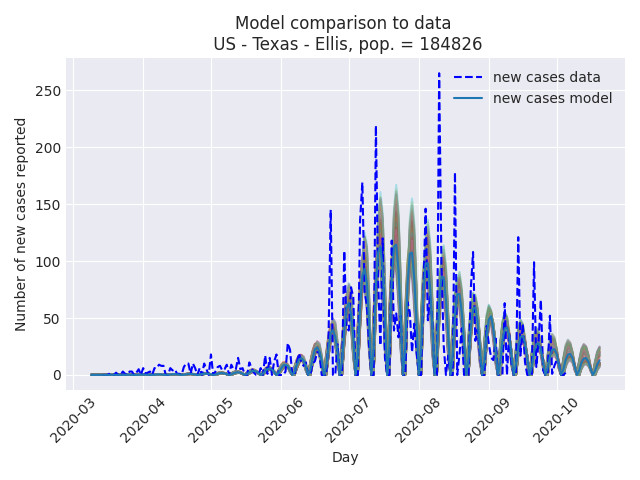 Model comparison to data
US - Texas - Ellis, pop. = 184826
new cases data
new cases model
Number of new cases reported
250
200
150
100
50
0
2020-03
2020-04
2020-05
2020-06
2020-07
2020-08
2020-09
2020-10
Day